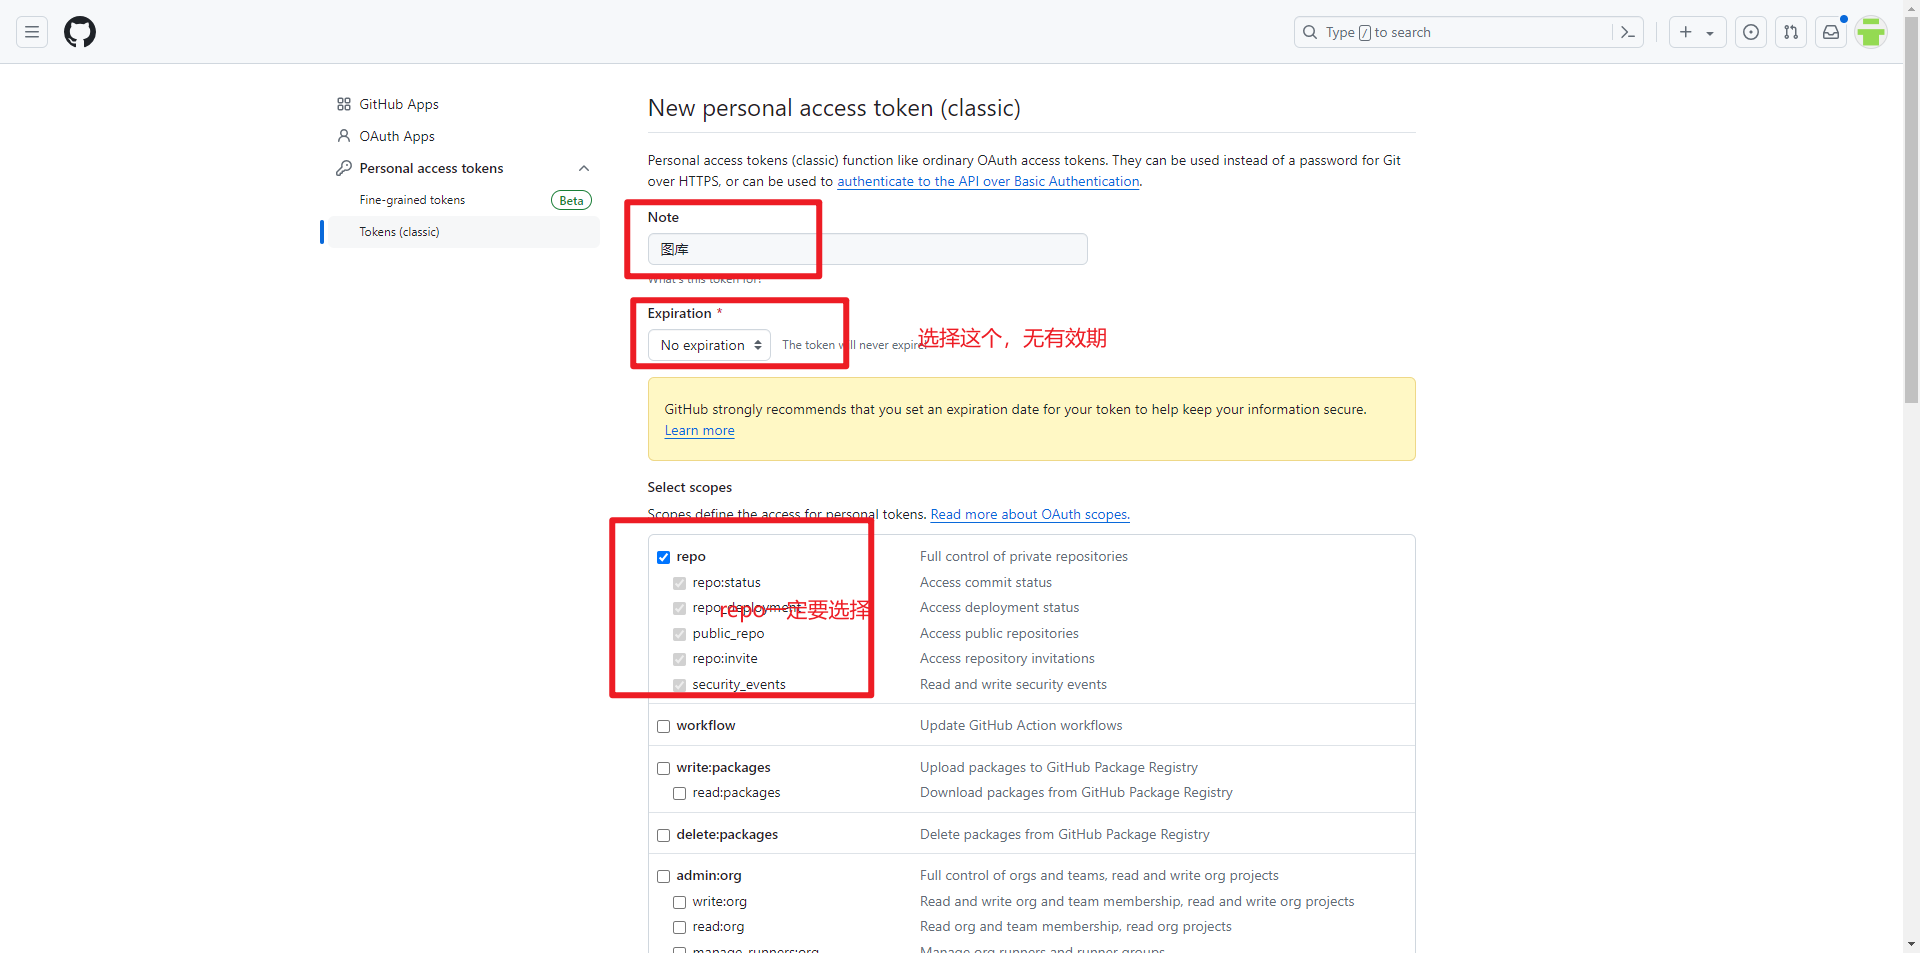 Type / to search
GitHub Apps
OAuth Apps
Personal access tokens
Fine-grained tokens
Beta
Tokens (classic)
New personal access token (classic)
Personal access tokens (classic) function like ordinary OAuth access tokens. They can be used instead of a password for Git
over HTTPS, or can be used to authenticate to the API over Basic Authentication.
Note
图库
What's this token for?
Expiration *
No expiration
The token will never expire
选择这个，无有效期
GitHub strongly recommends that you set an expiration date for your token to help keep your information secure.
Learn more
Select scopes
Scopes define the access for personal tokens. Read more about OAuth scopes.
repo Full control of private repositories
repo:status Access commit status
repo_deployment Access deployment status
repo一定要选择
public_repo Access public repositories
repo:invite Access repository invitations
security_events Read and write security events
workflow Update GitHub Action workflows
write:packages Upload packages to GitHub Package Registry
read:packages Download packages from GitHub Package Registry
delete:packages Delete packages from GitHub Package Registry
admin:org Full control of orgs and teams, read and write org projects
write:org Read and write org and team membership, read and write org projects
read:org Read org and team membership, read org projects
manage_runners:org Manage org runners and runner groups